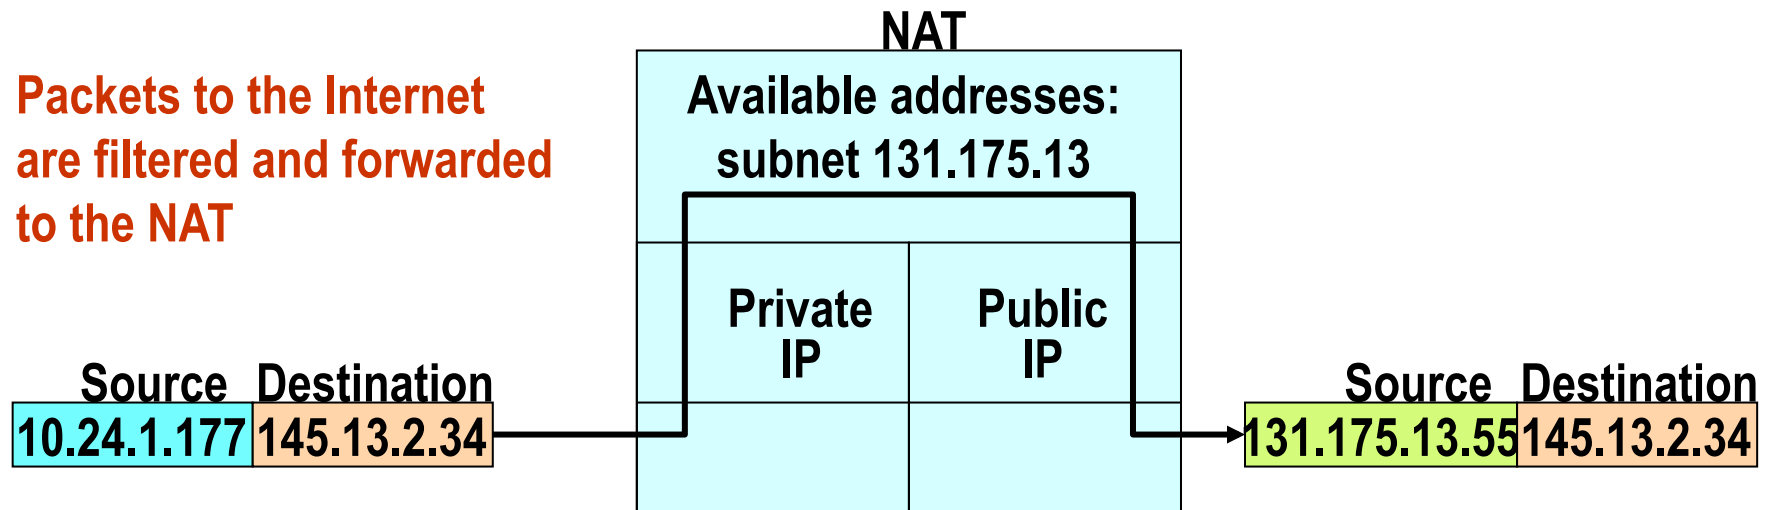 NAT
Packets to the Internet
are filtered and forwarded
to the NAT
Available addresses:
subnet 131.175.13
Private
IP
Public
IP
Source Destination
10.24.1.177 145.13.2.34
Source Destination
131.175.13.55 145.13.2.34